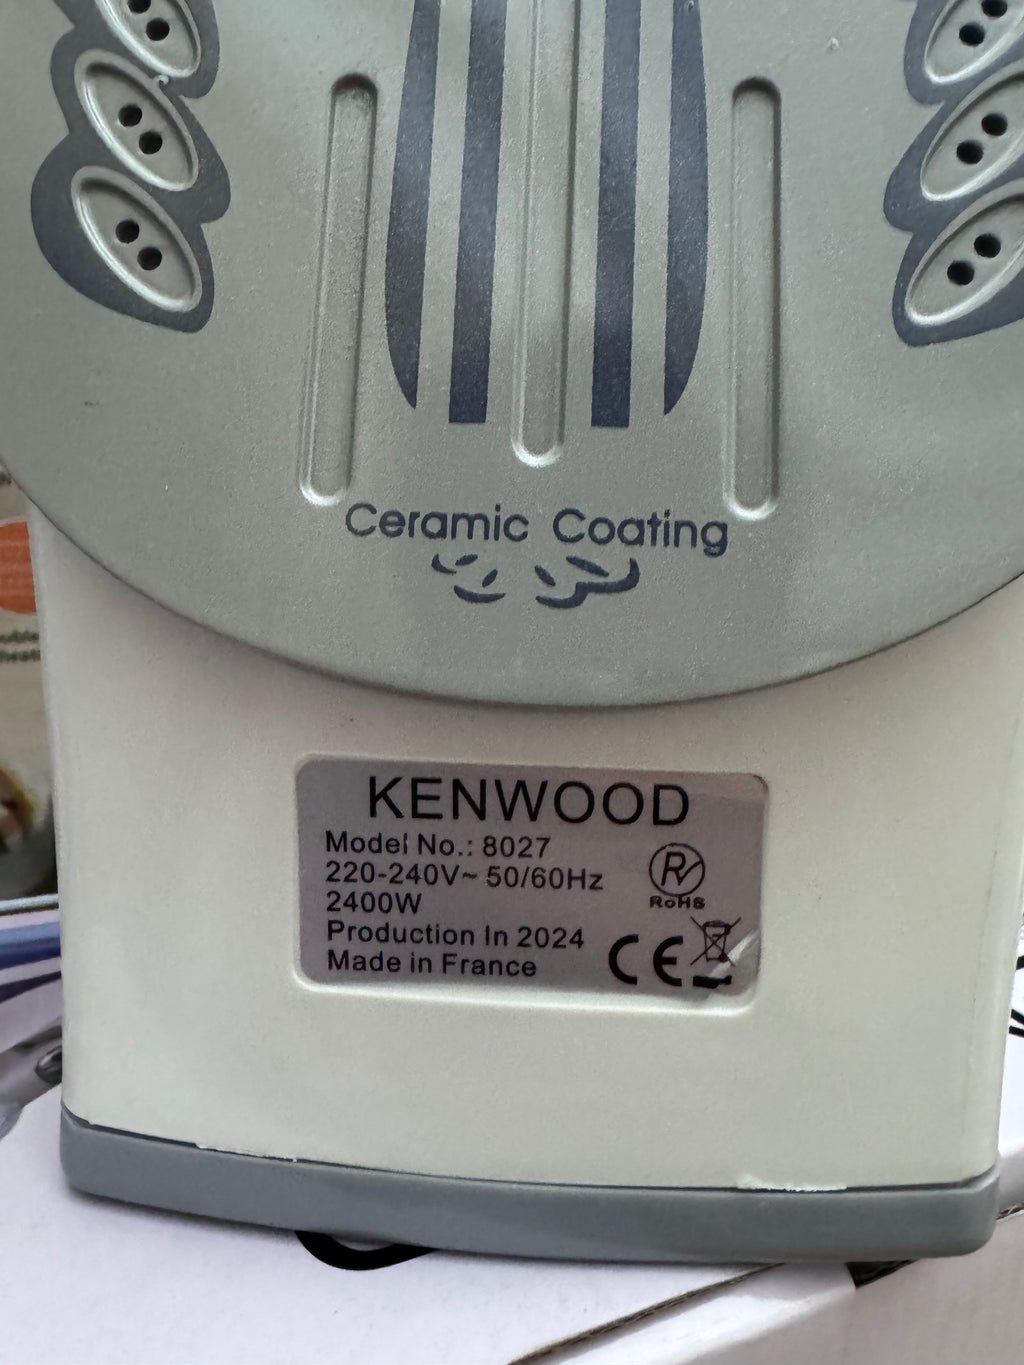 Ceramic Coating
KENWOOD
Model No.: 8027
220-240V~ 50/60Hz
2400W
Production In 2024
Made in France
RoHS
CE